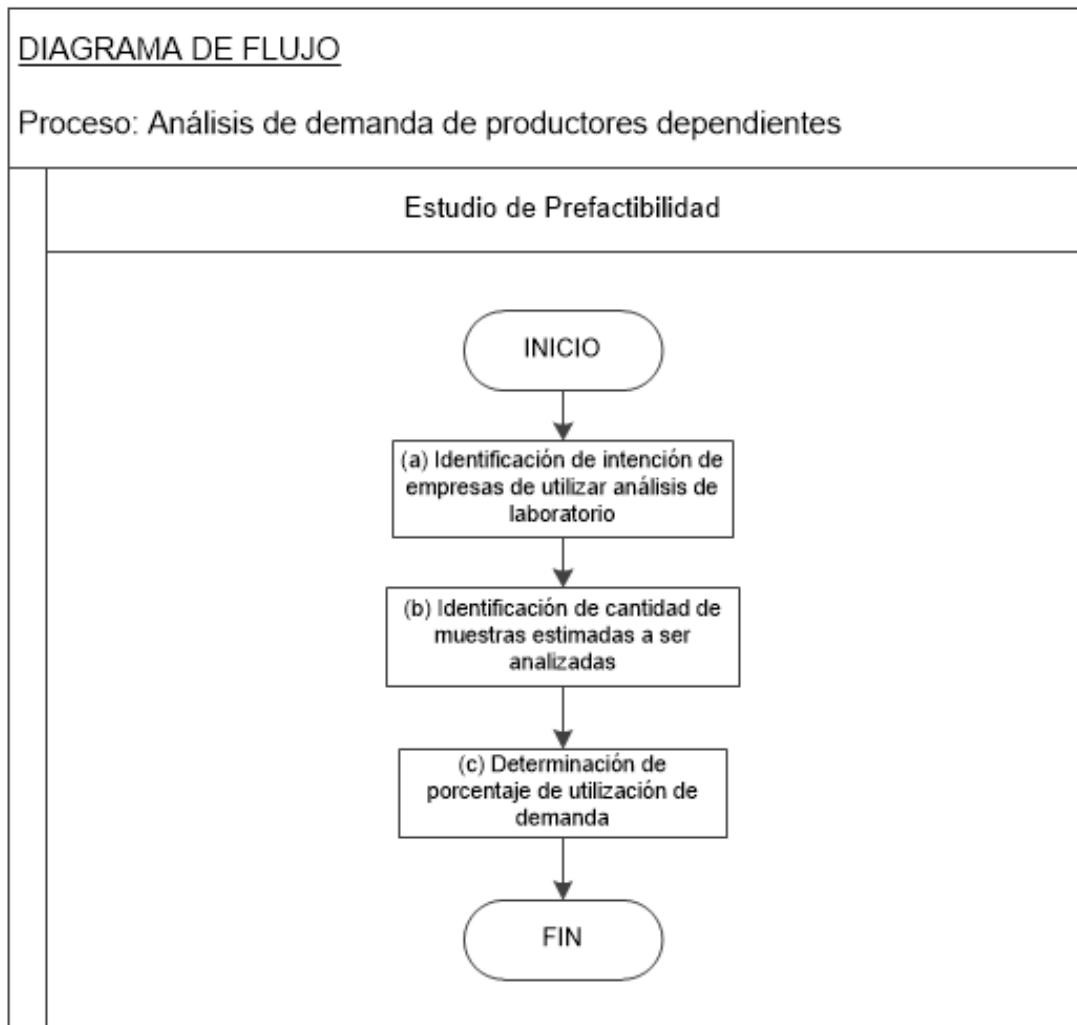 DIAGRAMA DE FLUJO
Proceso: Análisis de demanda de productores dependientes
Estudio de Prefactibilidad
INICIO
(a) Identificación de intención de
empresas de utilizar análisis de
laboratorio
(b) Identificación de cantidad de
muestras estimadas a ser
analizadas
(c) Determinación de
porcentaje de utilización de
demanda
FIN